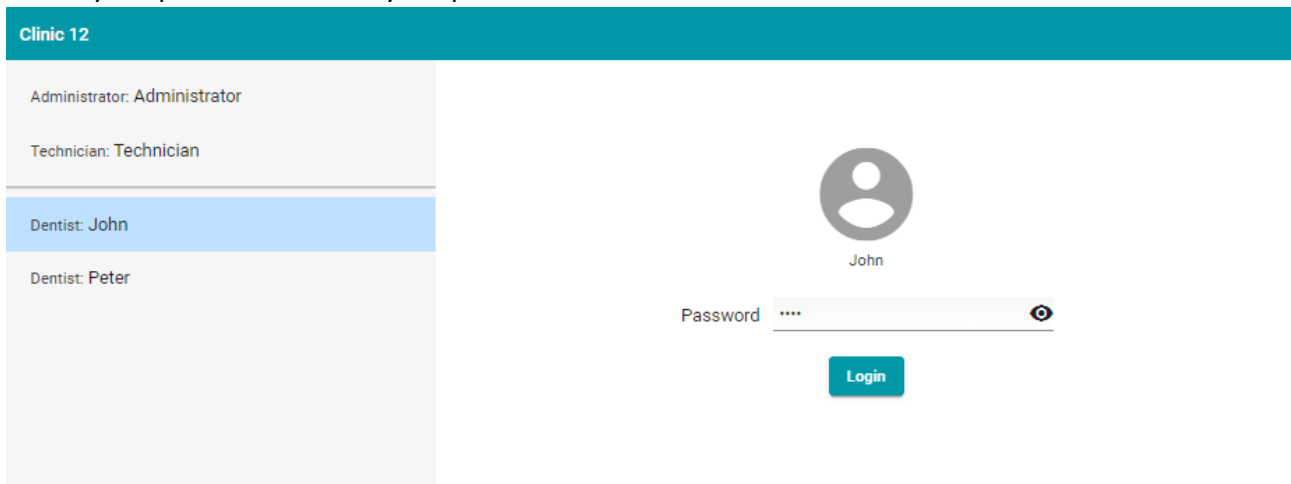 Clinic 12
Administrator: Administrator
Technician: Technician
Dentist: John
Dentist: Peter
John
Password ····
Login